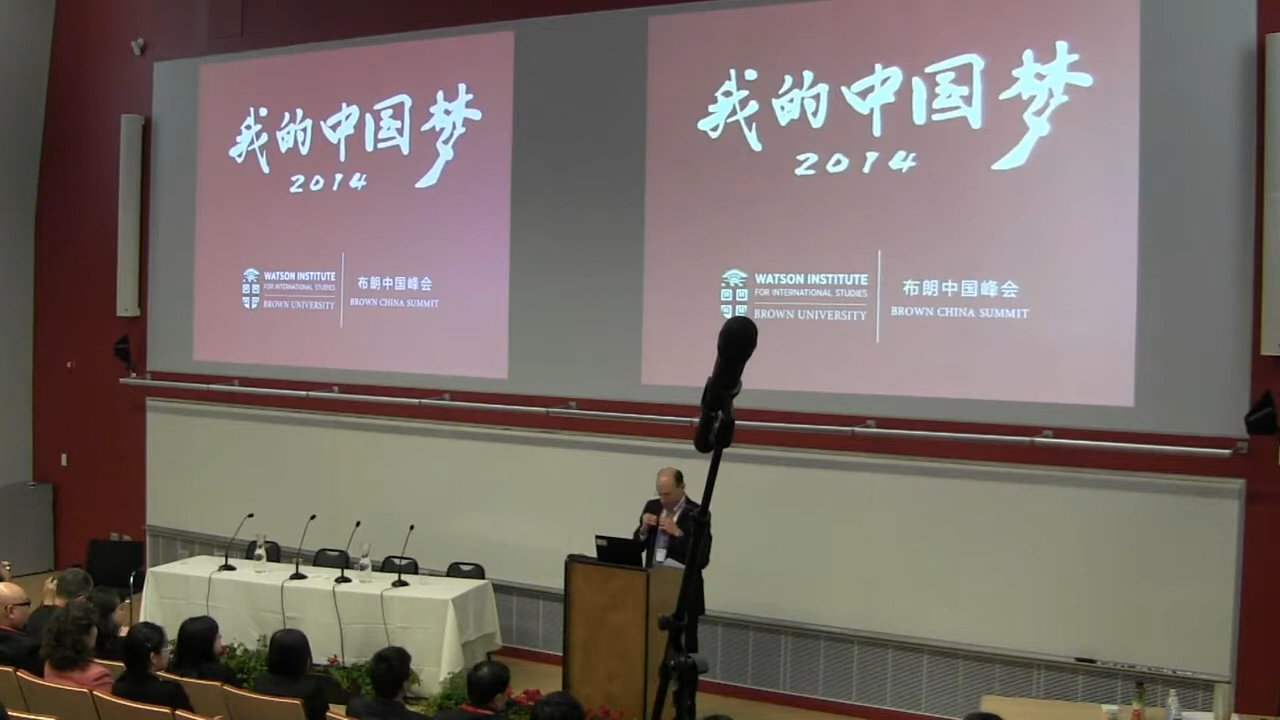 我的中国梦
2014
WATSON INSTITUTE
FOR INTERNATIONAL STUDIES
BROWN UNIVERSITY
布朗中国峰会
BROWN CHINA SUMMIT
我的中国梦
2014
WATSON INSTITUTE
FOR INTERNATIONAL STUDIES
BROWN UNIVERSITY
布朗中国峰会
BROWN CHINA SUMMIT